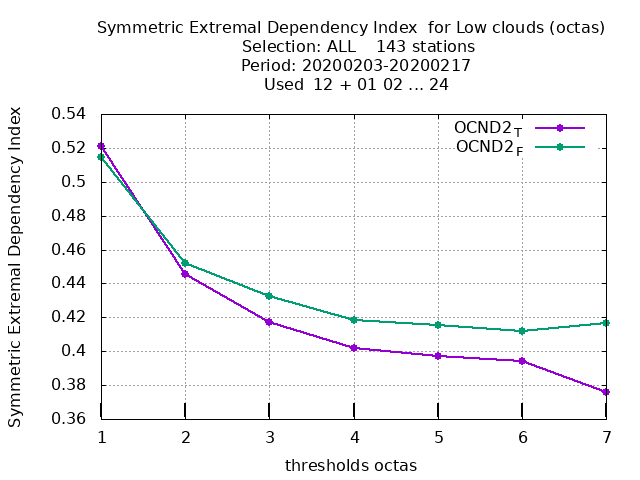 Symmetric Extremal Dependency Index  for Low clouds (octas)
Selection: ALL    143 stations
Period: 20200203-20200217
Used  12 + 01 02 ... 24
OCND2T
OCND2F
Symmetric Extremal Dependency Index
0.54
0.52
0.5
0.48
0.46
0.44
0.42
0.4
0.38
0.36
1 2 3 4 5 6 7
thresholds octas